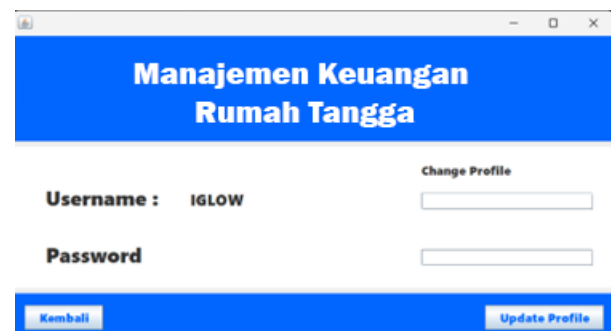 Manajemen Keuangan
Rumah Tangga
Change Profile
Username : IGLOW
Password
Kembali
Update Profile